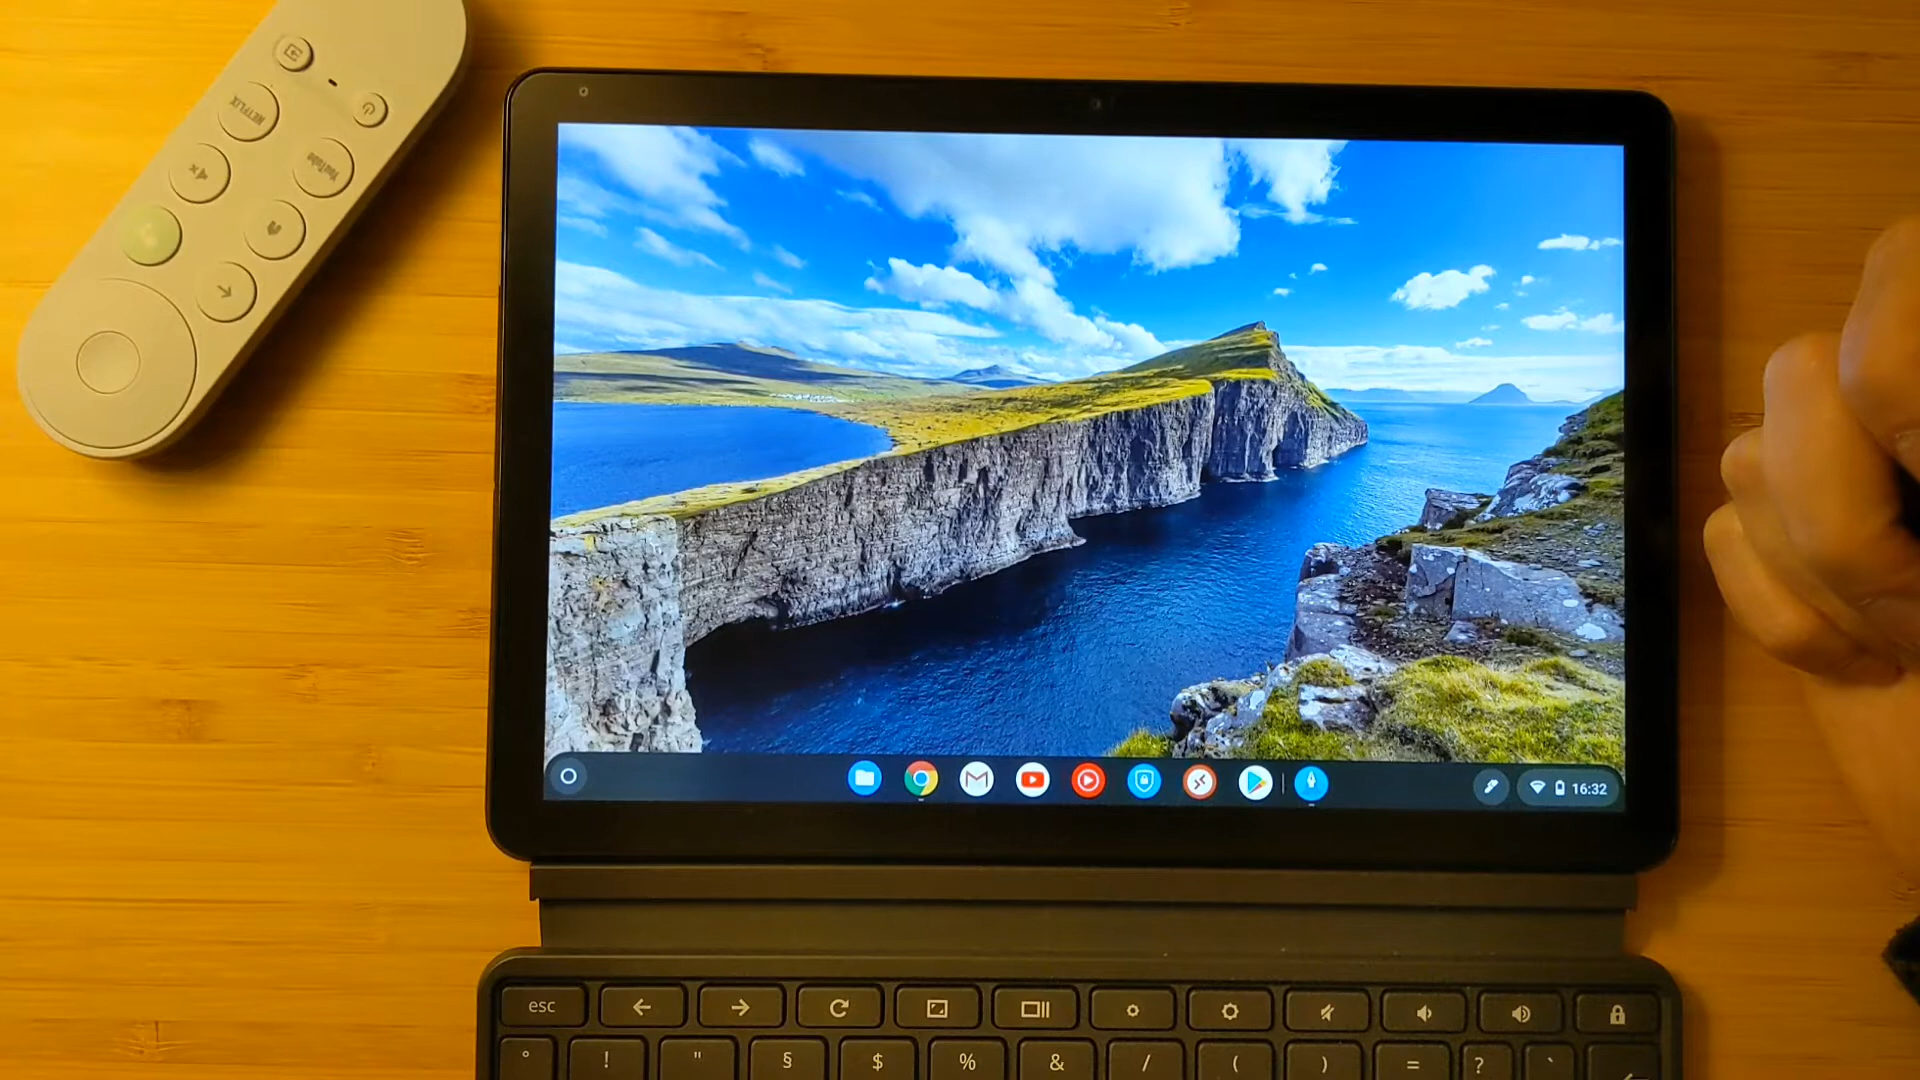 NETFLIX
YouTube
16:32
esc
° ! " § $ % & / ( ) = ? `